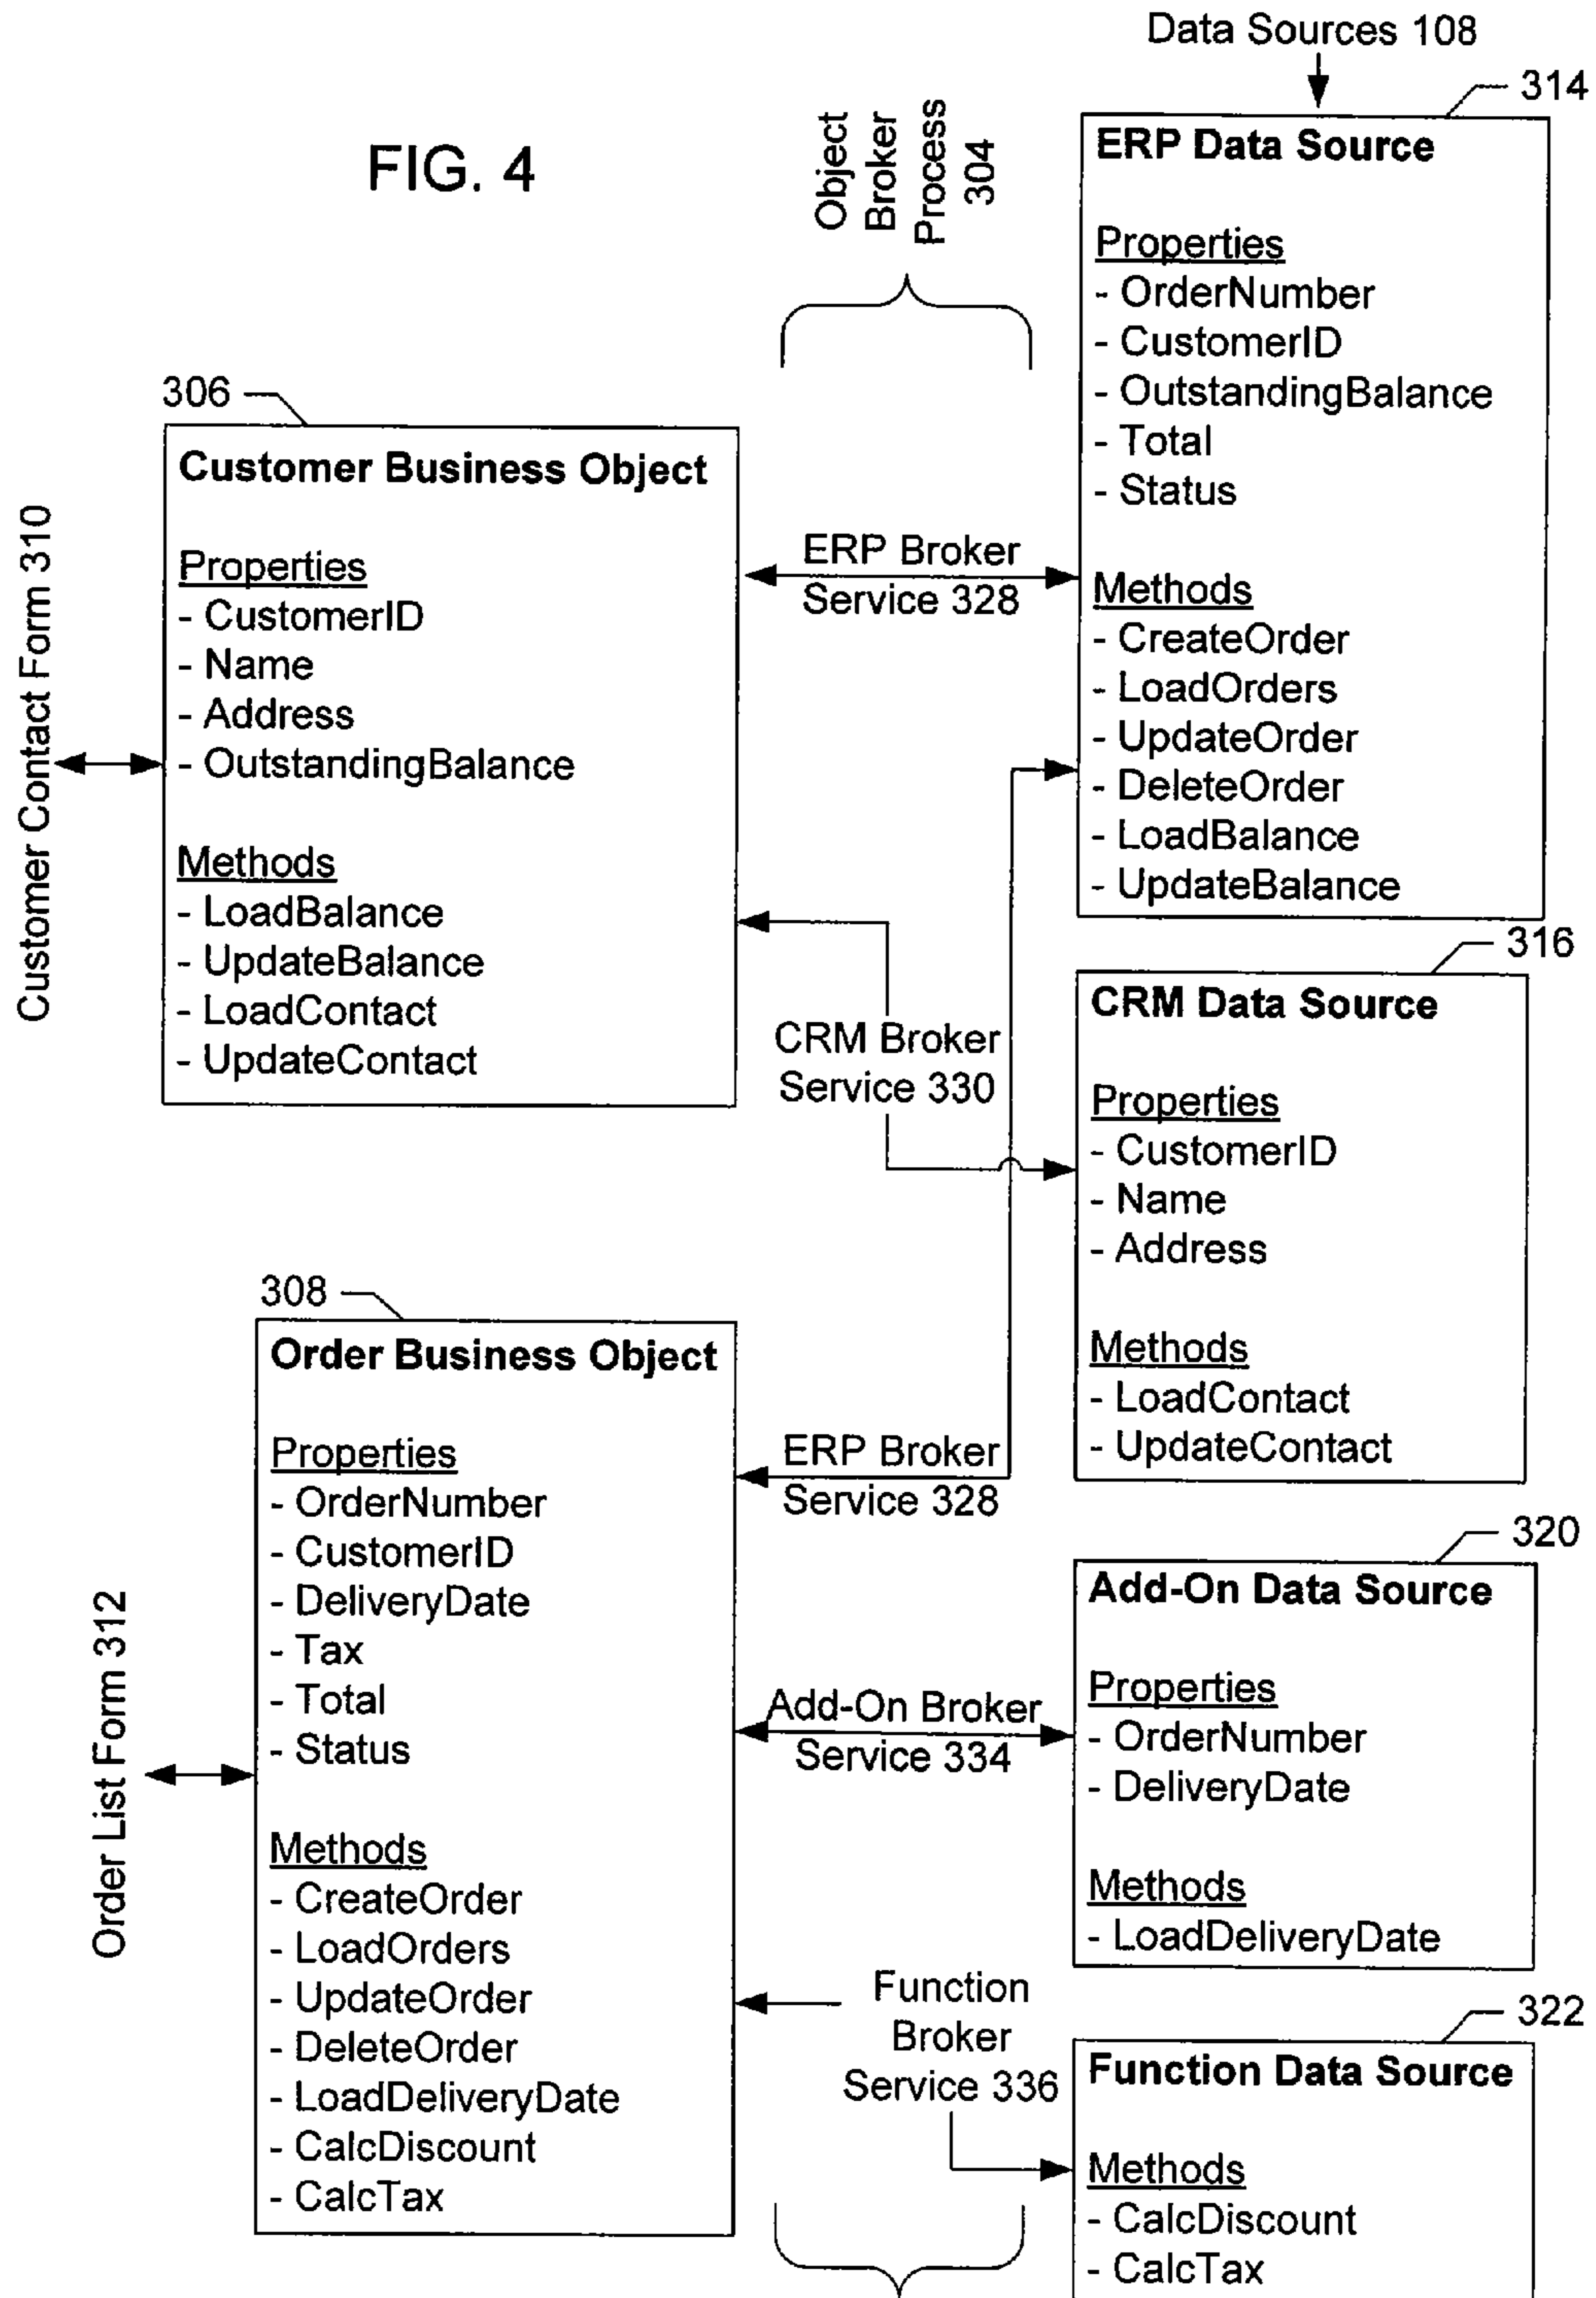 Data Sources 108
314
FIG. 4
Object
Broker
Process
304
ERP Data Source
Properties
- OrderNumber
- CustomerID
- OutstandingBalance
- Total
- Status
Methods
- CreateOrder
- LoadOrders
- UpdateOrder
- DeleteOrder
- LoadBalance
- UpdateBalance
306
Customer Business Object
Properties
- CustomerID
- Name
- Address
- OutstandingBalance
Methods
- LoadBalance
- UpdateBalance
- LoadContact
- UpdateContact
Customer Contact Form 310
ERP Broker
Service 328
CRM Broker
Service 330
316
CRM Data Source
Properties
- CustomerID
- Name
- Address
Methods
- LoadContact
- UpdateContact
308
Order Business Object
Properties
- OrderNumber
- CustomerID
- DeliveryDate
- Tax
- Total
- Status
Methods
- CreateOrder
- LoadOrders
- UpdateOrder
- DeleteOrder
- LoadDeliveryDate
- CalcDiscount
- CalcTax
Order List Form 312
ERP Broker
Service 328
Add-On Broker
Service 334
320
Add-On Data Source
Properties
- OrderNumber
- DeliveryDate
Methods
- LoadDeliveryDate
Function
Broker
Service 336
322
Function Data Source
Methods
- CalcDiscount
- CalcTax